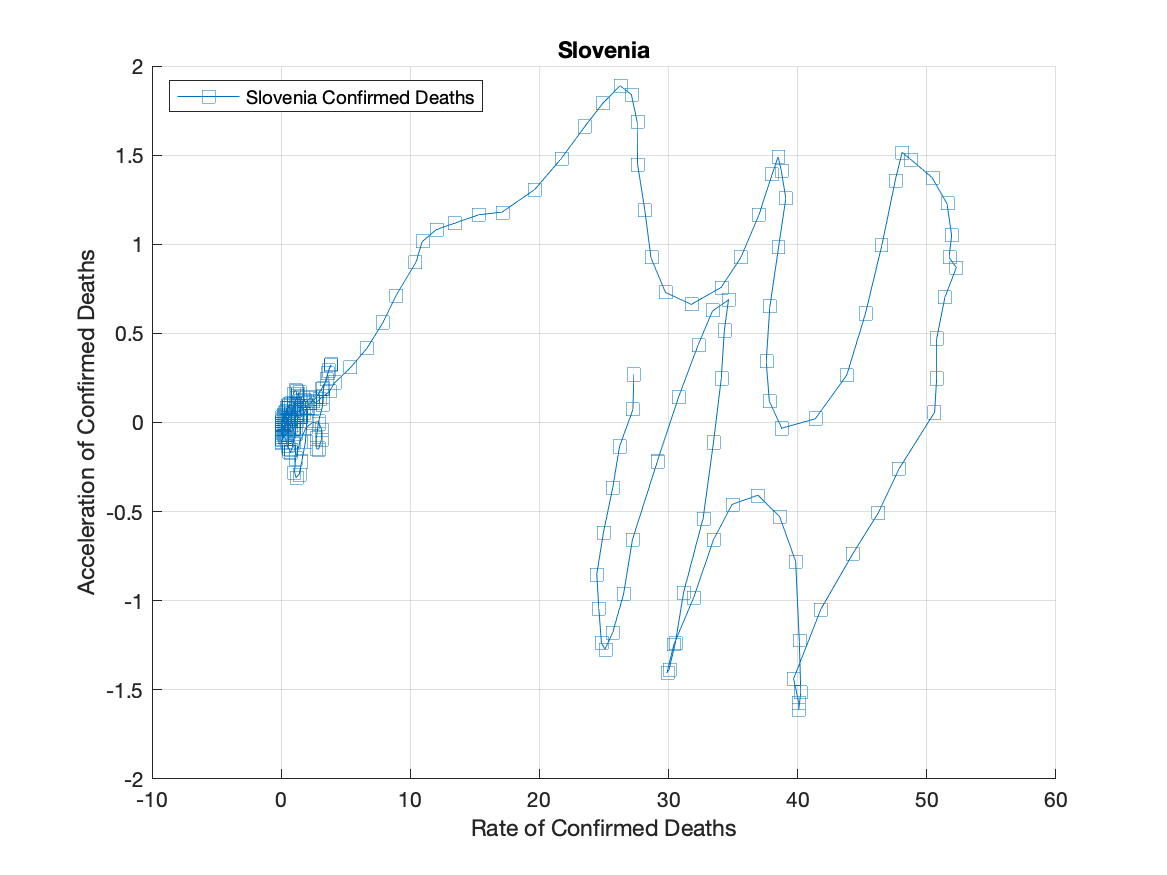 Slovenia
Slovenia Confirmed Deaths
2
1.5
1
0.5
0
-0.5
-1
-1.5
-2
Acceleration of Confirmed Deaths
-10 0 10 20 30 40 50 60
Rate of Confirmed Deaths